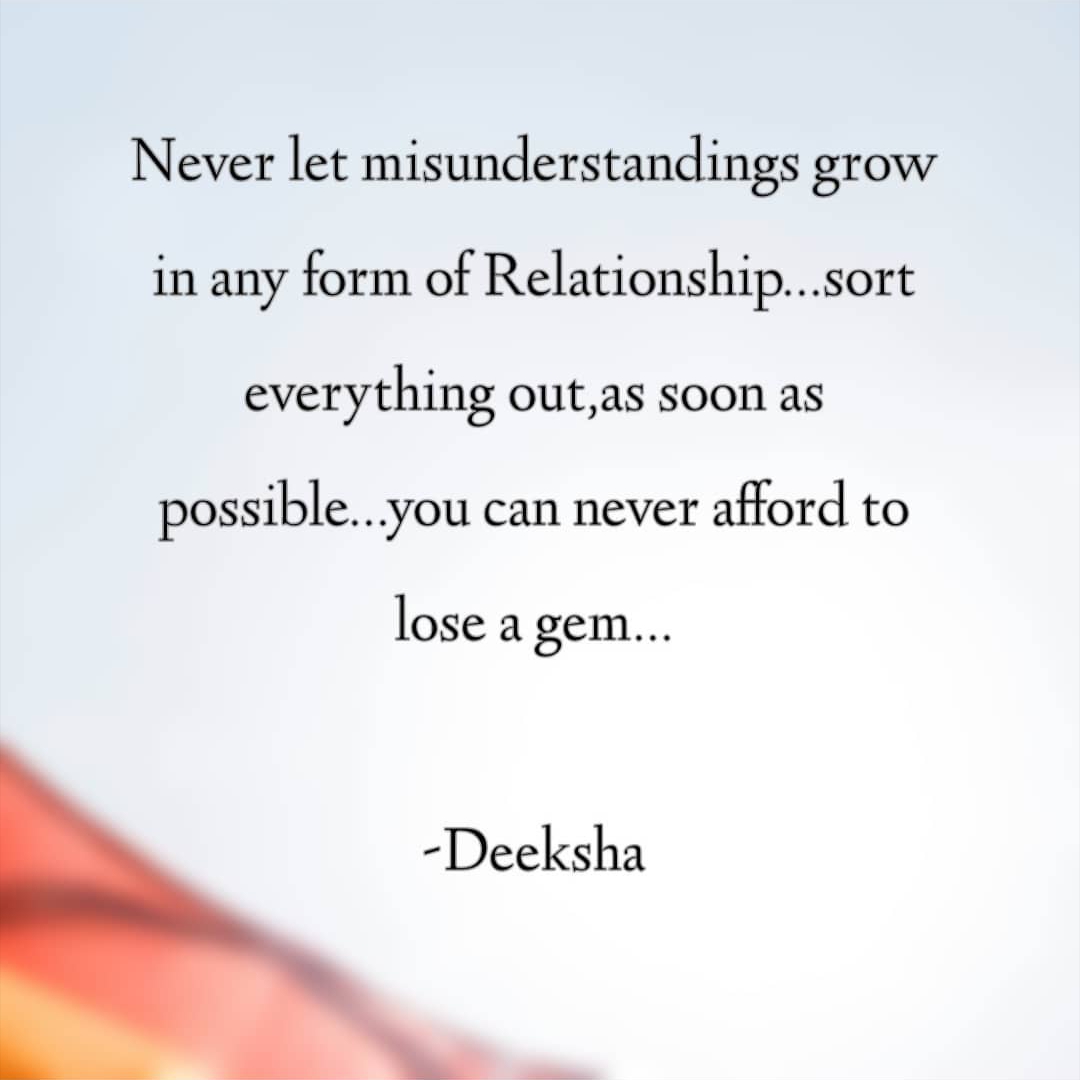 Never let misunderstandings grow
in any form of Relationship...sort
everything out,as soon as
possible...you can never afford to
lose a gem...
-Deeksha